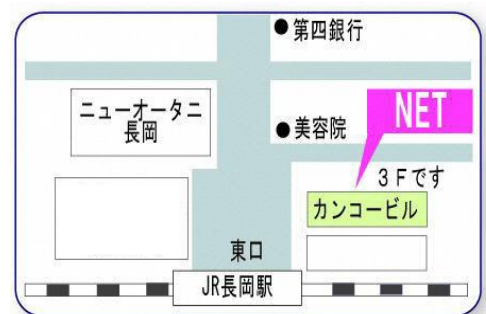 ●第四銀行
ニューオータニ
長岡
●美容院
NET
3Fです
カンコービル
東口
JR長岡駅